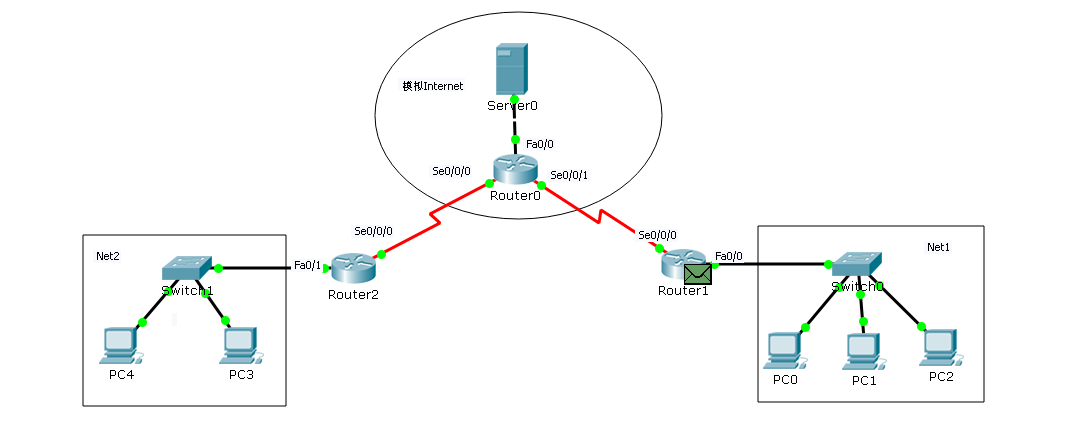 模拟Internet
Server0
Fa0/0
Se0/0/0
Se0/0/1
Router0
Se0/0/0
Se0/0/0
Net2
Fa0/1
Switch1
Router2
PC4
PC3
Net1
Fa0/0
Router1
Switch0
PC0
PC1
PC2